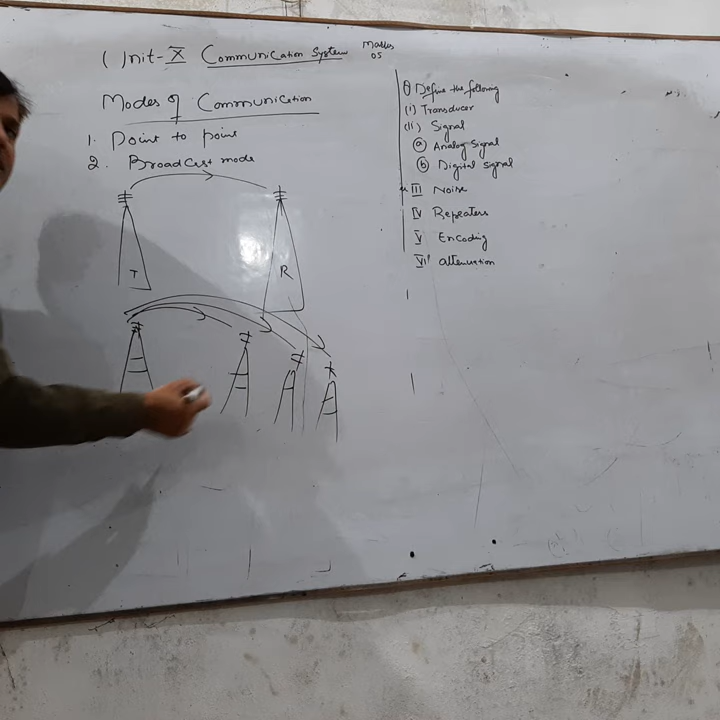 Unit-X Communication System Marks
05
Modes of Communication
1. Point to point
2. Broadcast mode
T
R
Q Define the following
(i) Transducer
(ii) Signal
(a) Analog Signal
(b) Digital signal
III Noise
IV Repeaters
V Encoding
VI attenuation